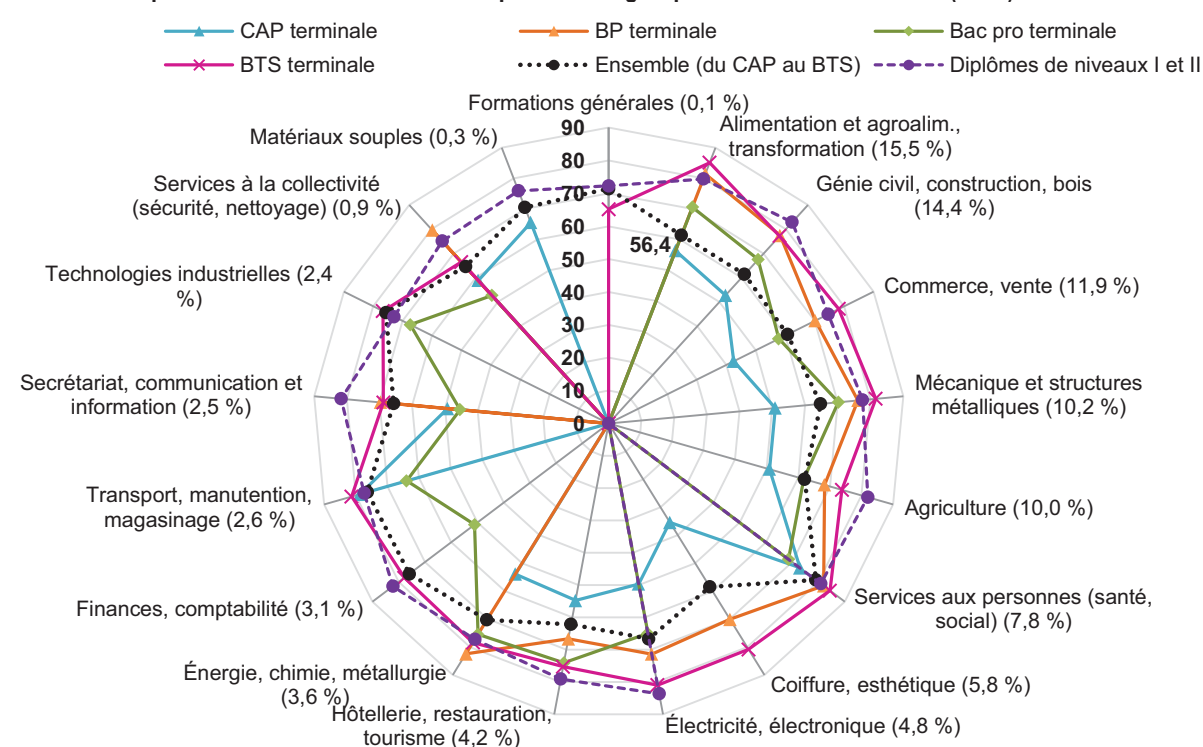 CAP terminale
BP terminale
Bac pro terminale
BTS terminale
Ensemble (du CAP au BTS)
Diplômes de niveaux I et II
Formations générales (0,1 %)
Alimentation et agroalim.,
transformation (15,5 %)
Génie civil, construction, bois
(14,4 %)
Commerce, vente (11,9 %)
Mécanique et structures
métalliques (10,2 %)
Agriculture (10,0 %)
Services aux personnes (santé,
social) (7,8 %)
Coiffure, esthétique (5,8 %)
Électricité, électronique (4,8 %)
Hôtellerie, restauration,
tourisme (4,2 %)
Énergie, chimie, métallurgie
(3,6 %)
Finances, comptabilité (3,1 %)
Transport, manutention,
magasinage (2,6 %)
Secrétariat, communication et
information (2,5 %)
Technologies industrielles (2,4
%)
Services à la collectivité
(sécurité, nettoyage) (0,9 %)
Matériaux souples (0,3 %)
90
80
70
60
50
40
30
20
10
0
56,4